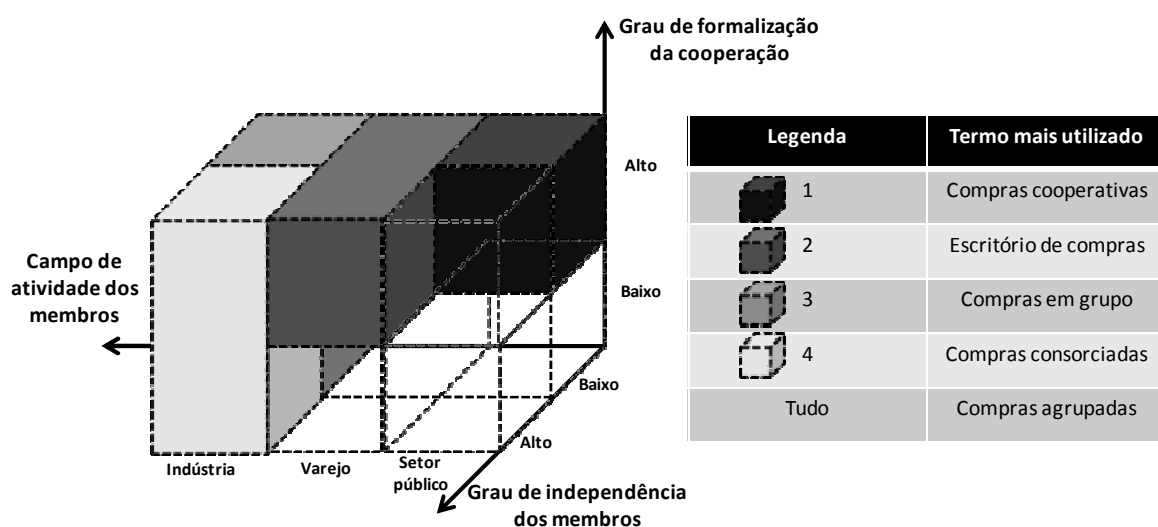 Grau de formalização
da cooperação
Alto
Baixo
Campo de
atividade dos
membros
Baixo
Alto
Indústria
Varejo
Setor
público
Grau de independência
dos membros
Legenda Termo mais utilizado
1 Compras cooperativas
2 Escritório de compras
3 Compras em grupo
4 Compras consorciadas
Tudo Compras agrupadas